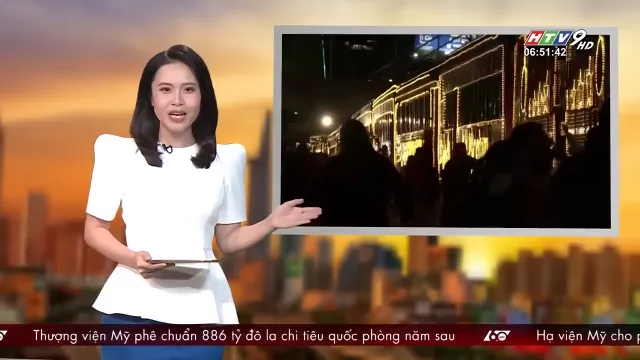 HTV9 HD
06:51:42
Thượng viện Mỹ phê chuẩn 886 tỷ đô la chi tiêu quốc phòng năm sau
Hạ viện Mỹ cho